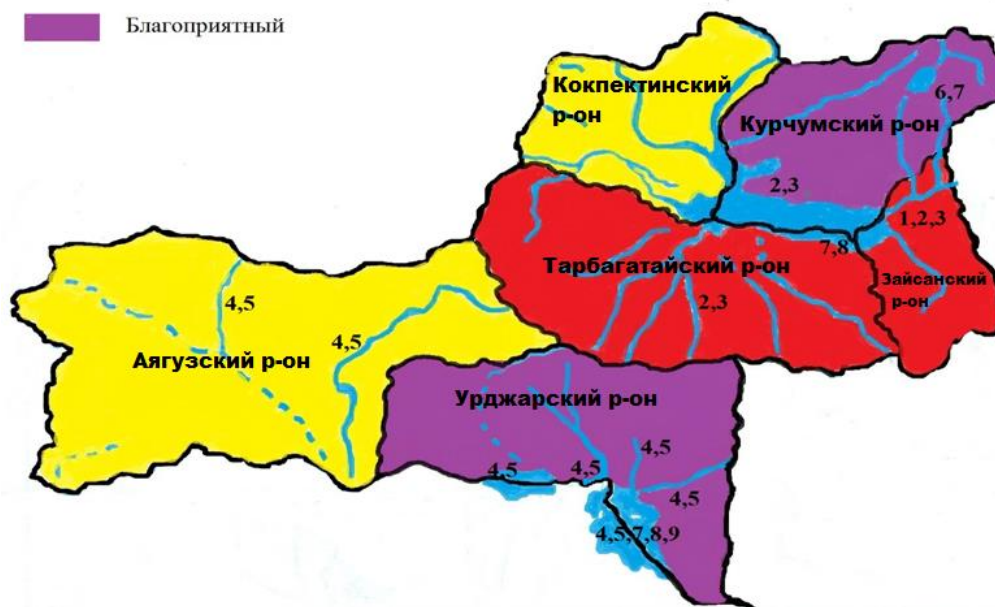 Благоприятный
Кокпектинский
р-он
Курчумский р-он
6,7
2,3
1,2,3
7,8
Тарбагатайский р-он
Зайсанский
р-он
2,3
4,5
4,5
Аягузский р-он
Урджарский р-он
4,5
4,5
4,5
4,5
4,5,7,8,9